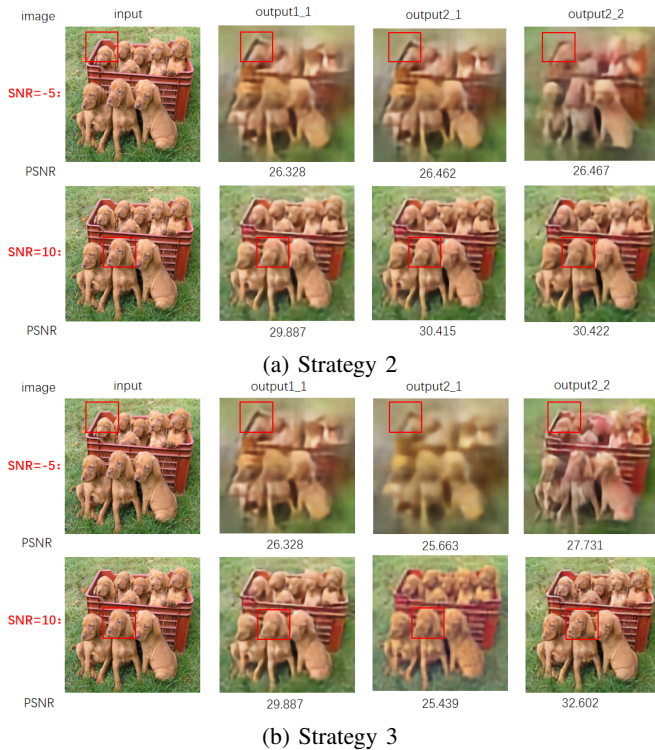 image input output1_1 output2_1 output2_2
SNR=-5:
PSNR 26.328 26.462 26.467
SNR=10:
PSNR 29.887 30.415 30.422
(a) Strategy 2
image input output1_1 output2_1 output2_2
SNR=-5:
PSNR 26.328 25.663 27.731
SNR=10:
PSNR 29.887 25.439 32.602
(b) Strategy 3